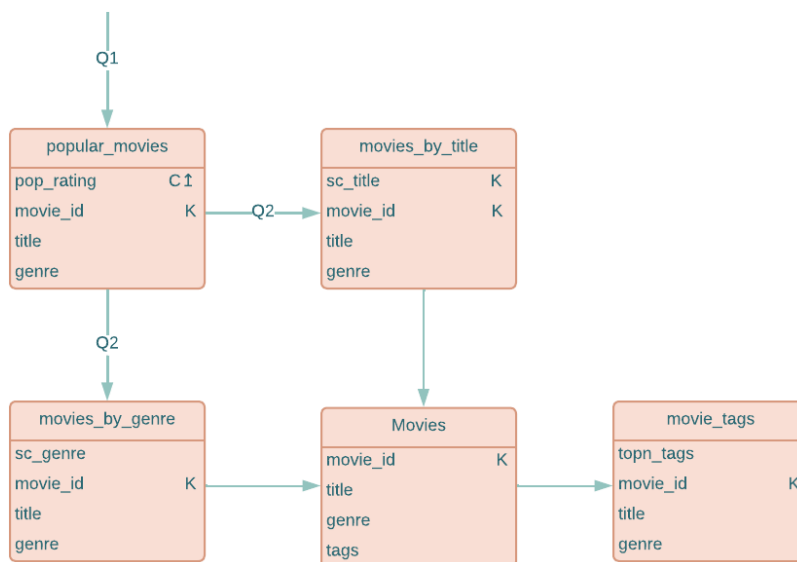 Q1
popular_movies
pop_rating C↥
movie_id K
title
genre
Q2
movies_by_title
sc_title K
movie_id K
title
genre
Q2
movies_by_genre
sc_genre
movie_id K
title
genre
Movies
movie_id K
title
genre
tags
movie_tags
topn_tags
movie_id K
title
genre